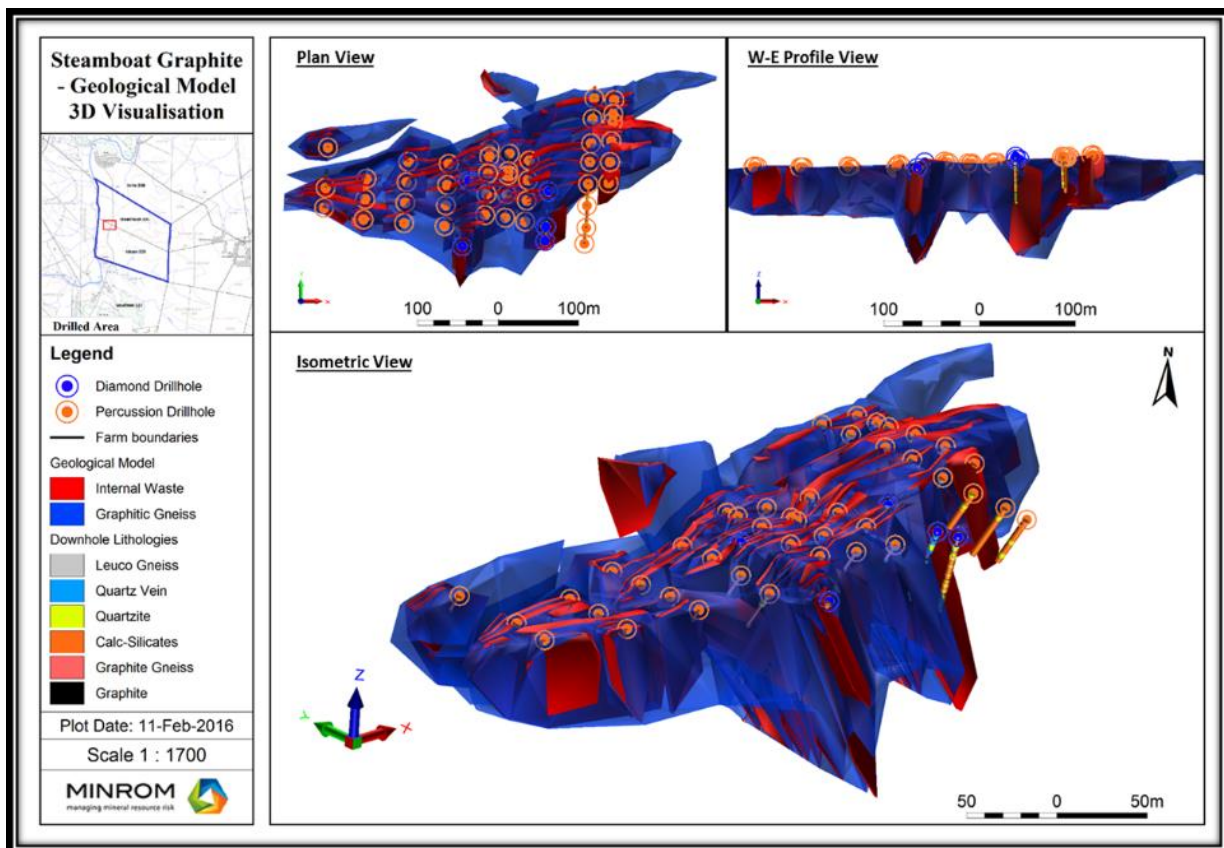 Steamboat Graphite
- Geological Model
3D Visualisation
Drilled Area
Legend
Diamond Drillhole
Percussion Drillhole
Farm boundaries
Geological Model
Internal Waste
Graphitic Gneiss
Downhole Lithologies
Leuco Gneiss
Quartz Vein
Quartzite
Calc-Silicates
Graphite Gneiss
Graphite
Plot Date: 11-Feb-2016
Scale 1 : 1700
MINROM
managing mineral resource risk
Plan View
100 0 100m
W-E Profile View
100 0 100m
Isometric View
N
Z
Y
X
50 0 50m